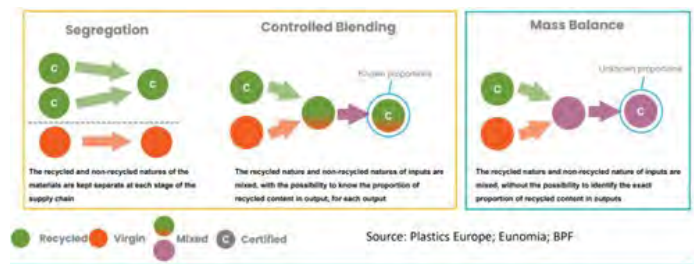 Segregation
Controlled Blending
Mass Balance
C
C
C
C
Known proportions
C
C
Unknown proportions
C
The recycled and non-recycled natures of the
materials are kept separate at each stage of the
supply chain
The recycled nature and non-recycled natures of inputs are
mixed, with the possibility to know the proportion of
recycled content in output, for each output
The recycled nature and non-recycled nature of inputs are
mixed, without the possibility to identify the exact
proportion of recycled content in outputs
Recycled
Virgin
Mixed
C Certified
Source: Plastics Europe; Eunomia; BPF